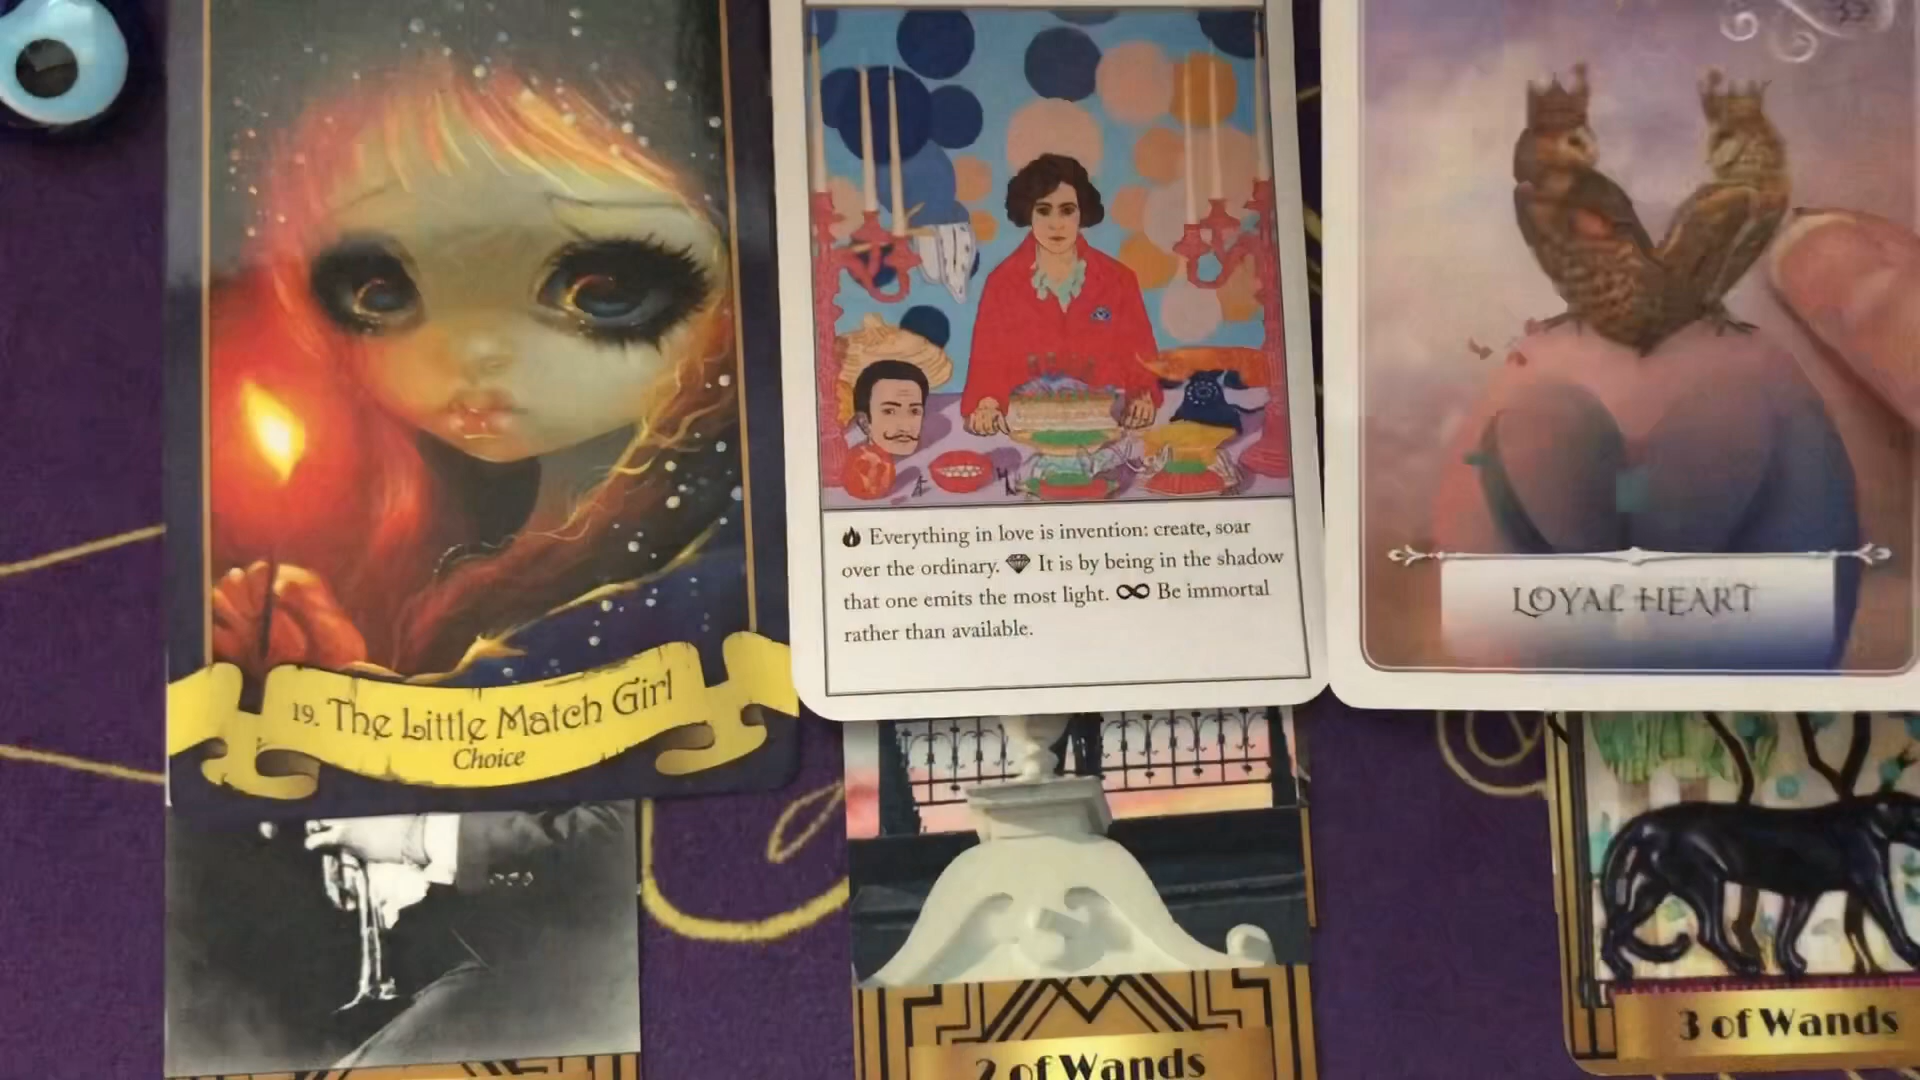 19. The Little Match Girl
Choice
Everything in love is invention: create, soar
over the ordinary. It is by being in the shadow
that one emits the most light. Be immortal
rather than available.
33
LOYAL HEART
2 of Wands
3 of Wands